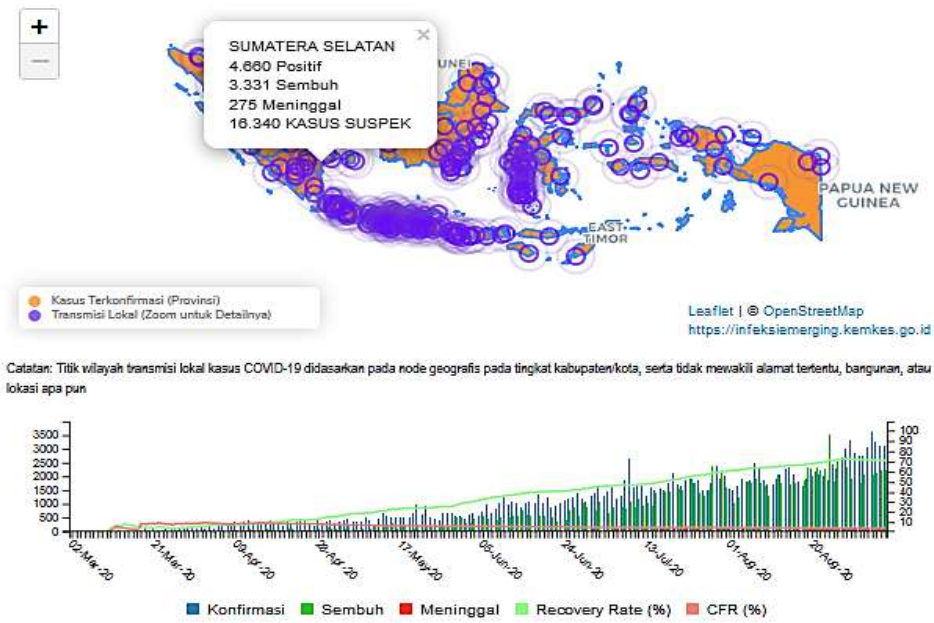 +
−
×
SUMATERA SELATAN
4.660 Positif
3.331 Sembuh
275 Meninggal
16.340 KASUS SUSPEK
UNEI
PAPUA NEW
GUINEA
EAST
TIMOR
Kasus Terkonfirmasi (Provinsi)
Transmisi Lokal (Zoom untuk Detailnya)
Leaflet | © OpenStreetMap
https://infeksiemerging.kemkes.go.id
Catatan: Titik wilayah transmisi lokal kasus COVID-19 didasarkan pada node geografis pada tingkat kabupaten/kota, serta tidak mewakili alamat tertentu, bangunan, atau
lokasi apa pun
3500
3000
2500
2000
1500
1000
500
0
100
90
80
70
60
50
40
30
20
10
02-Mar-20
21-Mar-20
09-Apr-20
28-Apr-20
17-May-20
05-Jun-20
24-Jun-20
13-Jul-20
01-Aug-20
20-Aug-20
Konfirmasi Sembuh Meninggal Recovery Rate (%) CFR (%)